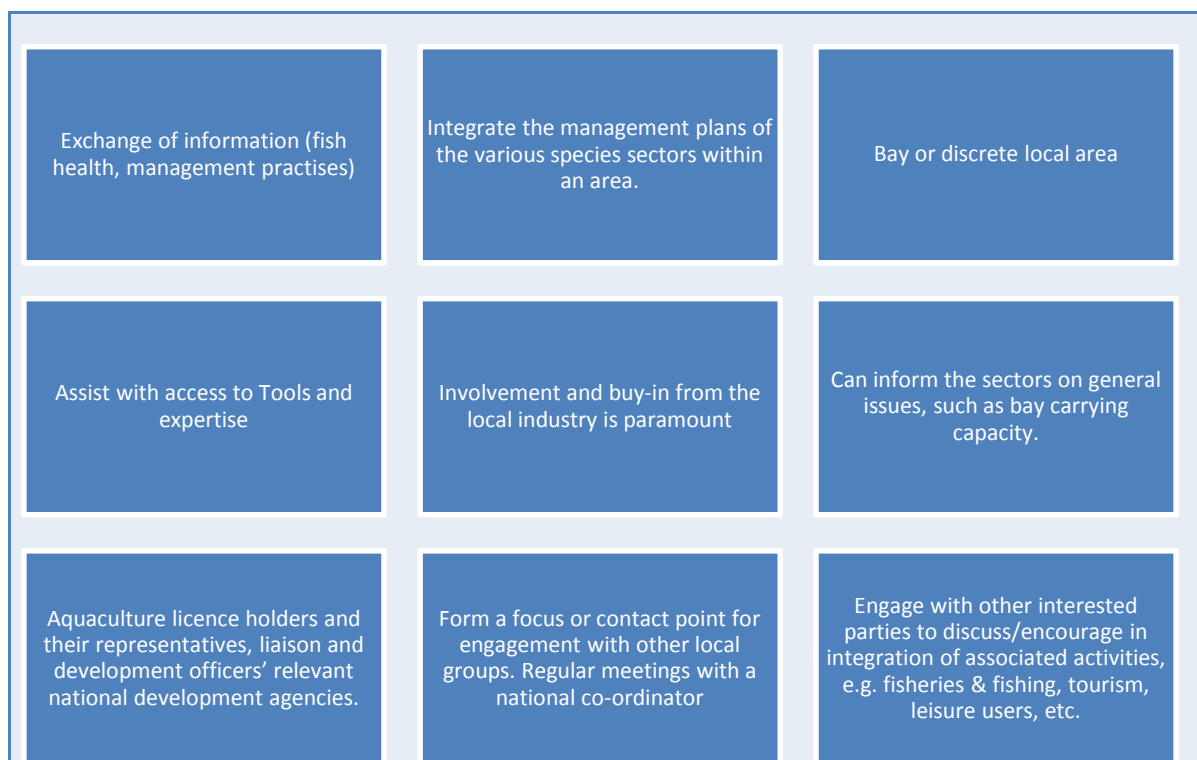 Exchange of information (fish
health, management practises)
Integrate the management plans of
the various species sectors within
an area.
Bay or discrete local area
Assist with access to Tools and
expertise
Involvement and buy-in from the
local industry is paramount
Can inform the sectors on general
issues, such as bay carrying
capacity.
Aquaculture licence holders and
their representatives, liaison and
development officers’ relevant
national development agencies.
Form a focus or contact point for
engagement with other local
groups. Regular meetings with a
national co-ordinator
Engage with other interested
parties to discuss/encourage in
integration of associated activities,
e.g. fisheries & fishing, tourism,
leisure users, etc.